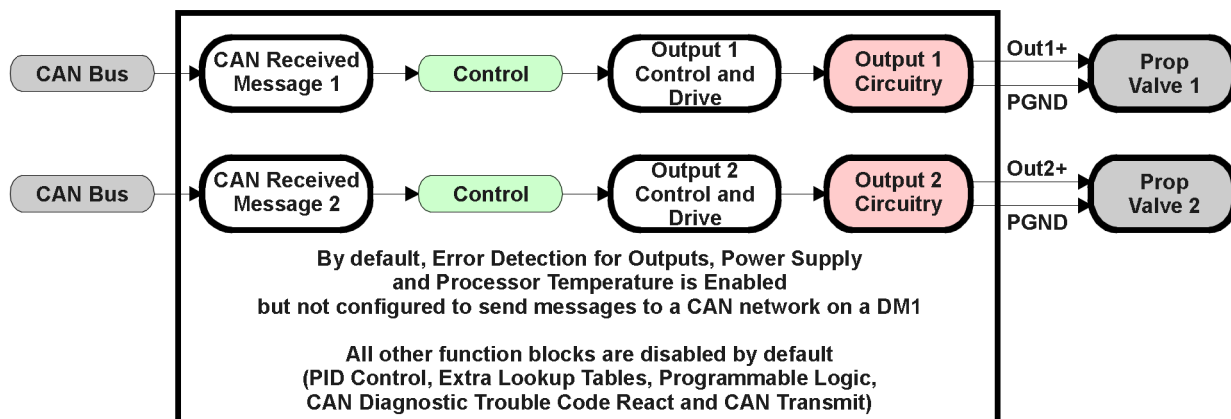 CAN Bus
CAN Received
Message 1
Control
Output 1
Control and
Drive
Output 1
Circuitry
Out1+
PGND
Prop
Valve 1
CAN Bus
CAN Received
Message 2
Control
Output 2
Control and
Drive
Output 2
Circuitry
Out2+
PGND
Prop
Valve 2
By default, Error Detection for Outputs, Power Supply
and Processor Temperature is Enabled
but not configured to send messages to a CAN network on a DM1
All other function blocks are disabled by default
(PID Control, Extra Lookup Tables, Programmable Logic,
CAN Diagnostic Trouble Code React and CAN Transmit)